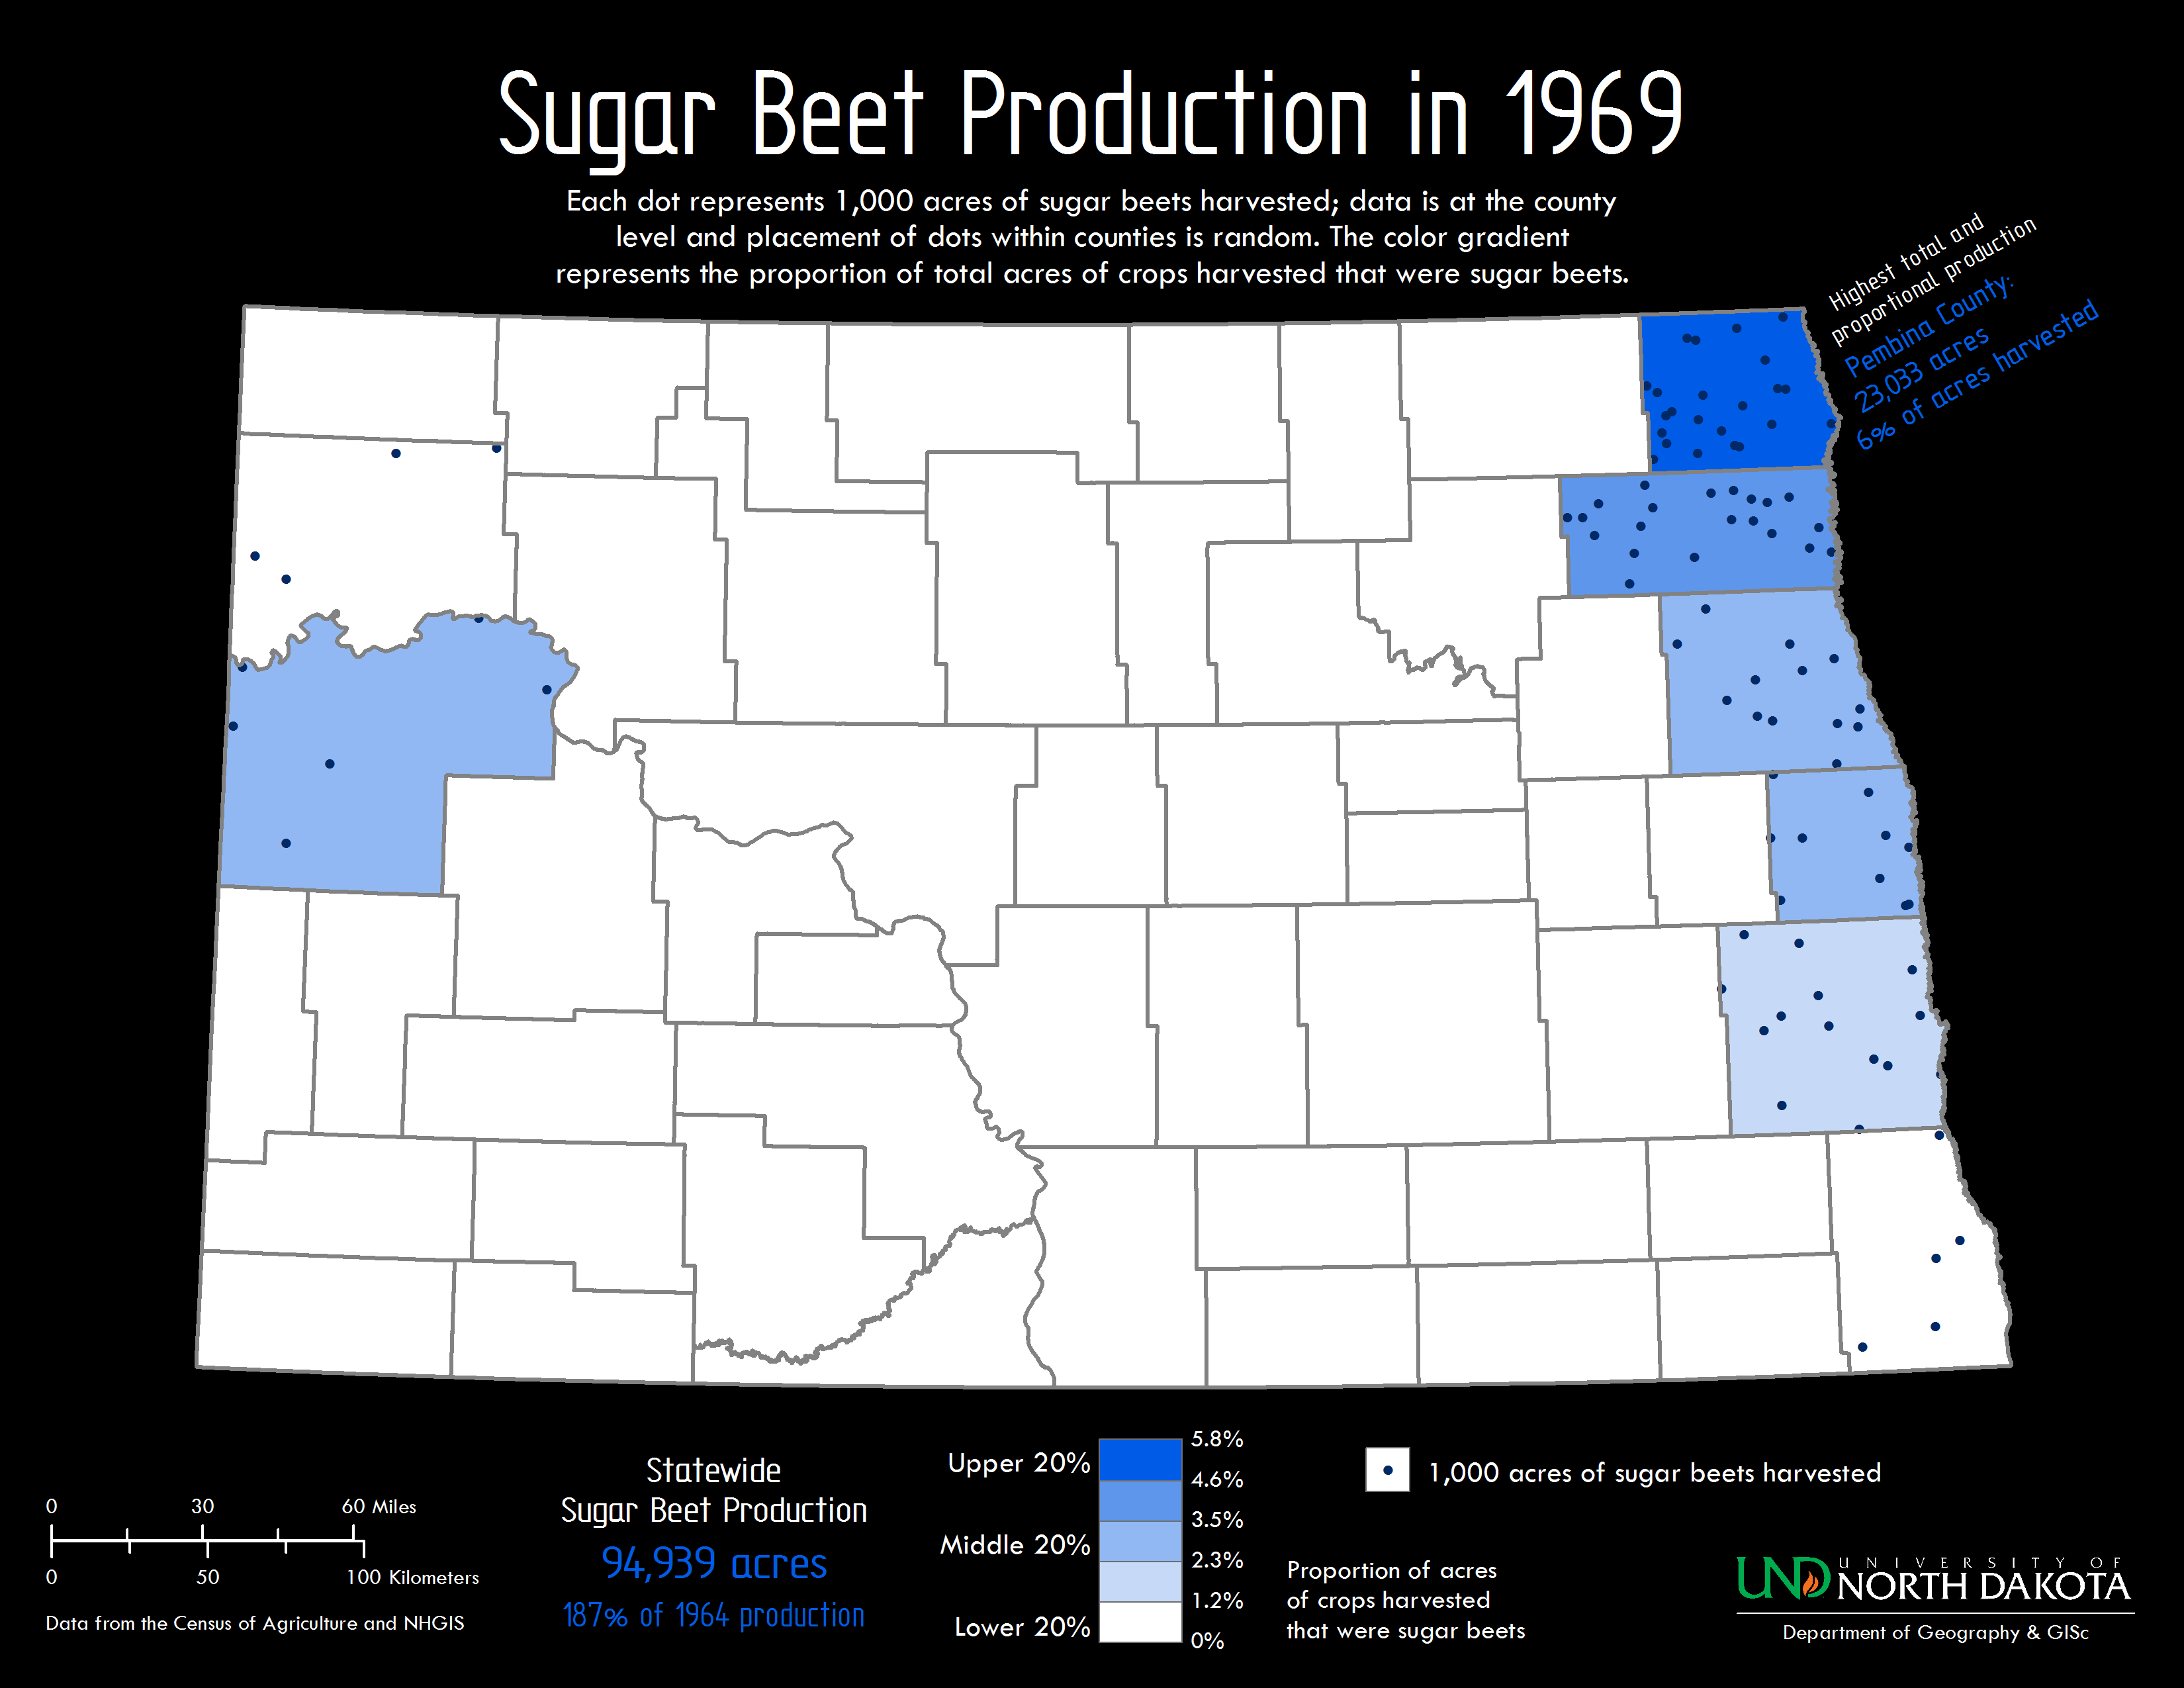 Sugar Beet Production in 1969
Each dot represents 1,000 acres of sugar beets harvested; data is at the county
level and placement of dots within counties is random. The color gradient
represents the proportion of total acres of crops harvested that were sugar beets.
Highest total and
proportional production
Pembina County:
23,033 acres
6% of acres harvested
0 30 60 Miles
0 50 100 Kilometers
Data from the Census of Agriculture and NHGIS
Statewide
Sugar Beet Production
94,939 acres
187% of 1964 production
Upper 20%
Middle 20%
Lower 20%
5.8%
4.6%
3.5%
2.3%
1.2%
0%
1,000 acres of sugar beets harvested
Proportion of acres
of crops harvested
that were sugar beets
UND
UNIVERSITY OF
NORTH DAKOTA
Department of Geography & GISc